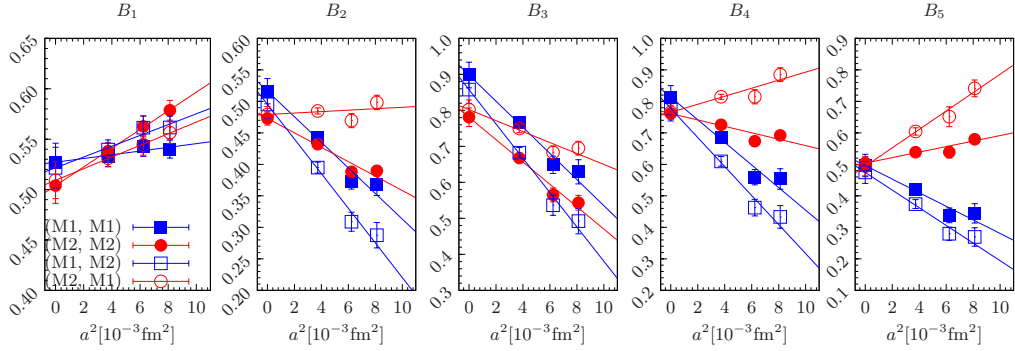 B₁
0.65
0.60
0.55
0.50
0.45
0.40
(M1, M1)
(M2, M2)
(M1, M2)
(M2, M1)
0 2 4 6 8 10
a²[10⁻³fm²]
B₂
0.60
0.55
0.50
0.45
0.40
0.35
0.30
0.25
0.20
0 2 4 6 8 10
a²[10⁻³fm²]
B₃
1.0
0.9
0.8
0.7
0.6
0.5
0.4
0.3
0 2 4 6 8 10
a²[10⁻³fm²]
B₄
1.0
0.9
0.8
0.7
0.6
0.5
0.4
0.3
0.2
0 2 4 6 8 10
a²[10⁻³fm²]
B₅
0.9
0.8
0.7
0.6
0.5
0.4
0.3
0.2
0.1
0 2 4 6 8 10
a²[10⁻³fm²]